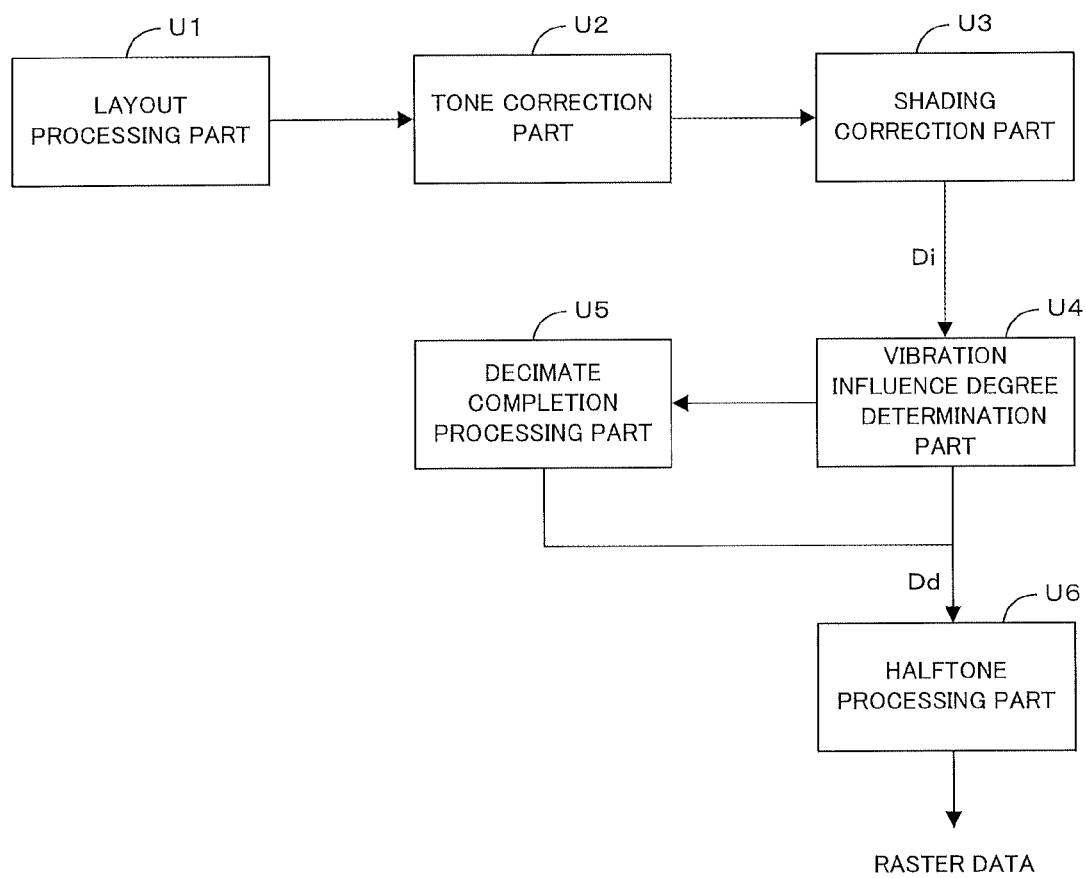 U1
LAYOUT
PROCESSING PART
U2
TONE CORRECTION
PART
U3
SHADING
CORRECTION PART
Di
U4
VIBRATION
INFLUENCE DEGREE
DETERMINATION
PART
U5
DECIMATE
COMPLETION
PROCESSING PART
Dd
U6
HALFTONE
PROCESSING PART
RASTER DATA